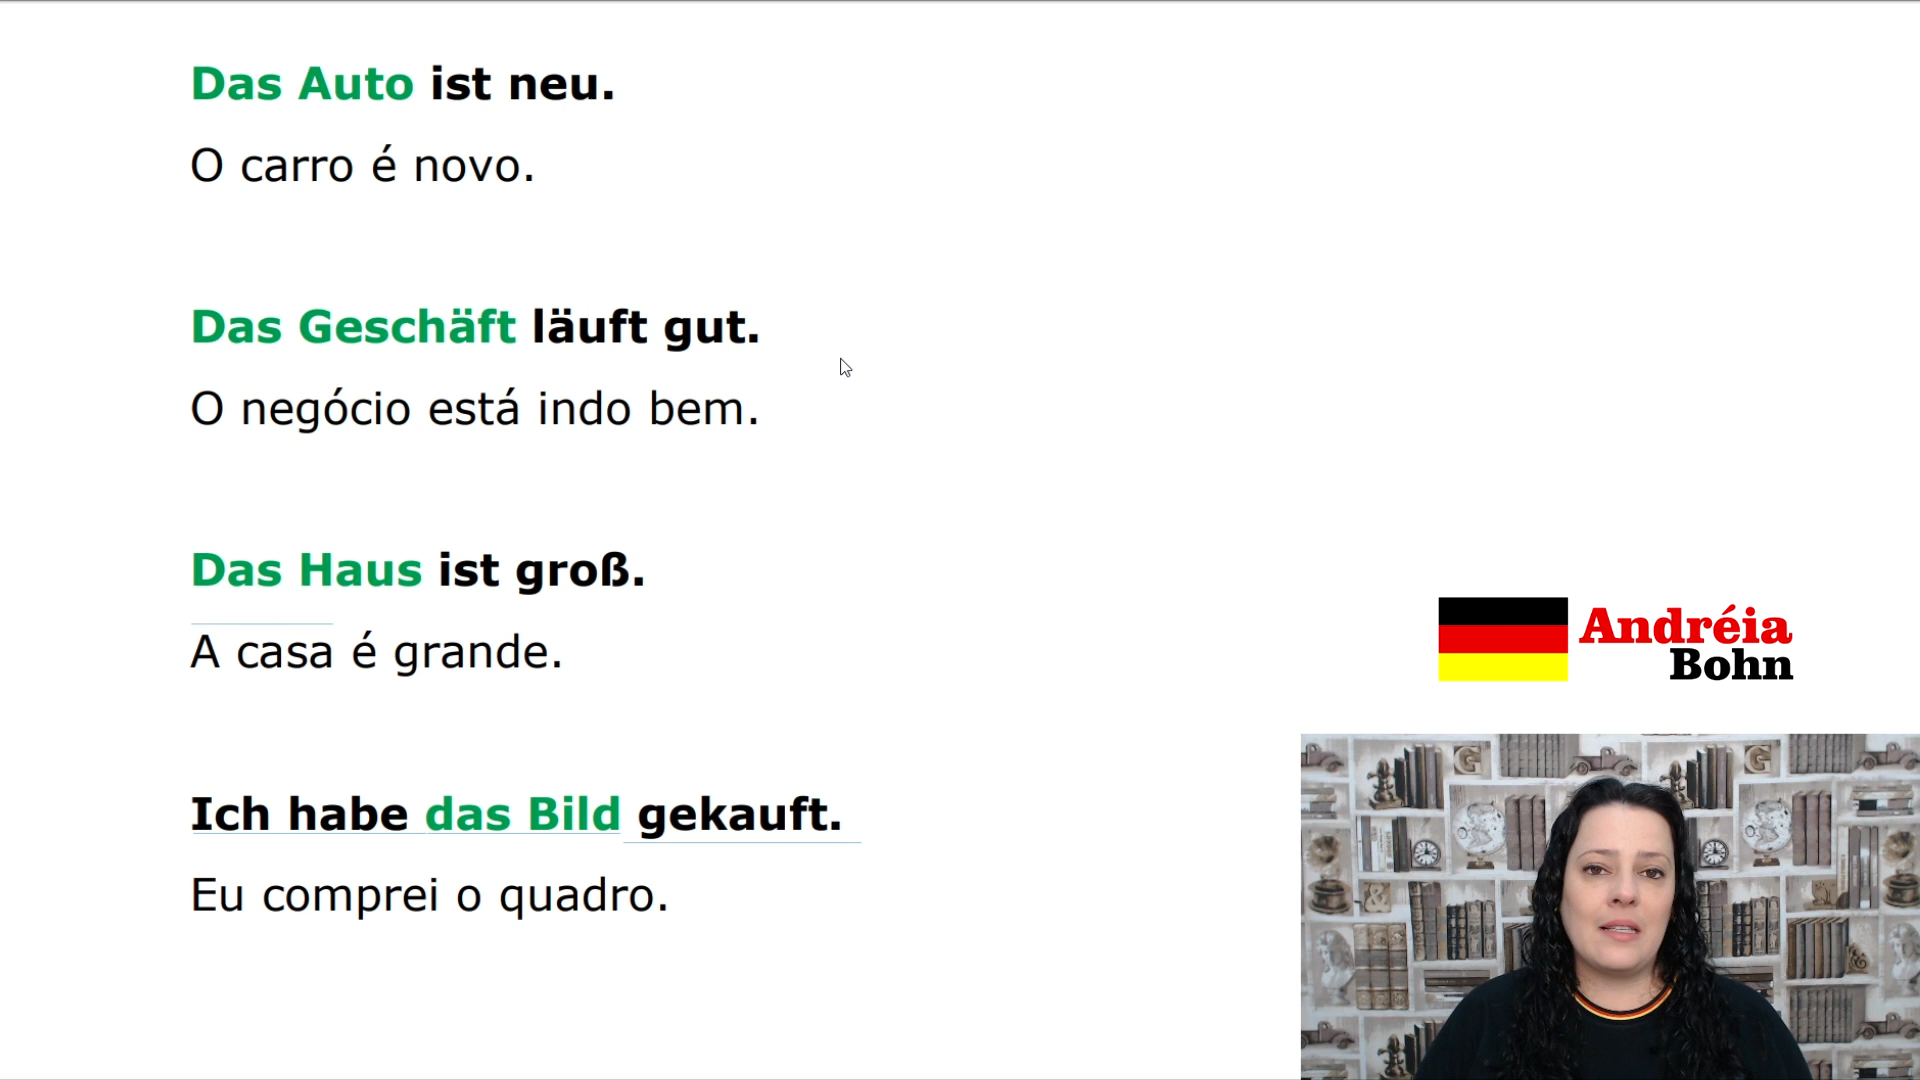 Das Auto ist neu.
O carro é novo.
Das Geschäft läuft gut.
O negócio está indo bem.
Das Haus ist groß.
A casa é grande.
Ich habe das Bild gekauft.
Eu comprei o quadro.
Andréia
Bohn
G
G
&